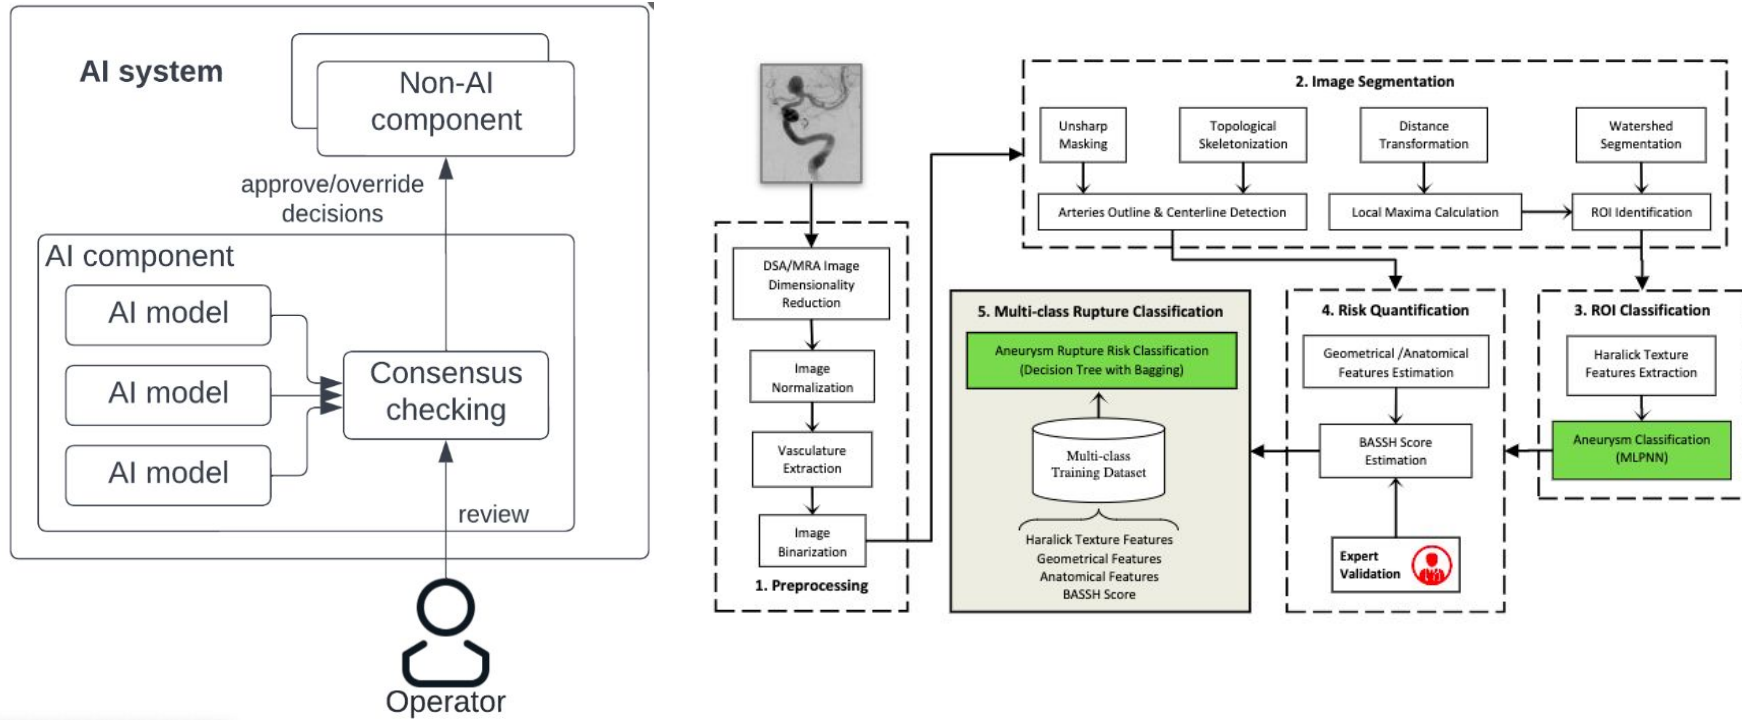 AI system
Non-AI
component
approve/override
decisions
AI component
AI model
AI model
AI model
Consensus
checking
review
Operator
DSA/MRA Image
Dimensionality
Reduction
Image
Normalization
Vasculature
Extraction
Image
Binarization
1. Preprocessing
2. Image Segmentation
Unsharp
Masking
Topological
Skeletonization
Distance
Transformation
Watershed
Segmentation
Arteries Outline & Centerline Detection
Local Maxima Calculation
ROI Identification
3. ROI Classification
Haralick Texture
Features Extraction
Aneurysm Classification
(MLPNN)
4. Risk Quantification
Geometrical /Anatomical
Features Estimation
BASSH Score
Estimation
Expert
Validation
5. Multi-class Rupture Classification
Aneurysm Rupture Risk Classification
(Decision Tree with Bagging)
Multi-class
Training Dataset
Haralick Texture Features
Geometrical Features
Anatomical Features
BASSH Score